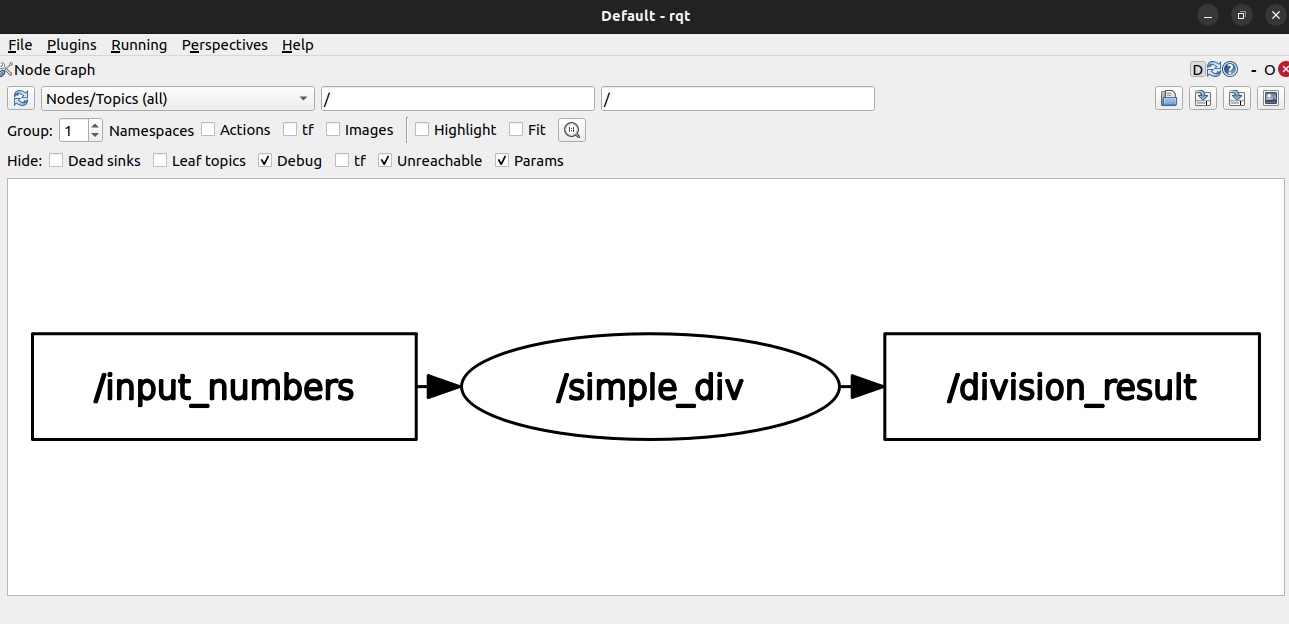 Default - rqt
File Plugins Running Perspectives Help
Node Graph D - O
Nodes/Topics (all) / /
Group: 1 Namespaces Actions tf Images Highlight Fit
Hide: Dead sinks Leaf topics Debug tf Unreachable Params
/input_numbers /simple_div /division_result